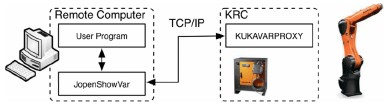 Remote Computer
TCP/IP
KRC
User Program
KUKAVARPROXY
JopenShowVar